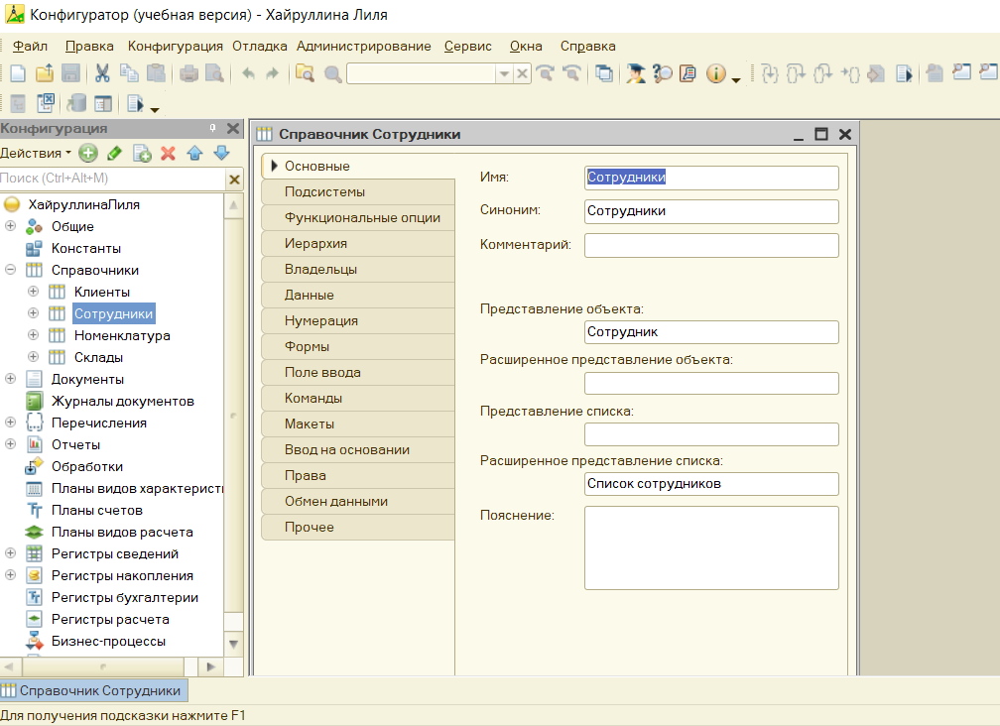 Конфигуратор (учебная версия) - Хайруллина Лиля
Файл Правка Конфигурация Отладка Администрирование Сервис Окна Справка
Конфигурация
Действия
Поиск (Ctrl+Alt+M)
ХайруллинаЛиля
Общие
Константы
Справочники
Клиенты
Сотрудники
Номенклатура
Склады
Документы
Журналы документов
Перечисления
Отчеты
Обработки
Планы видов характеристи
Планы счетов
Планы видов расчета
Регистры сведений
Регистры накопления
Регистры бухгалтерии
Регистры расчета
Бизнес-процессы
Справочник Сотрудники
Основные
Подсистемы
Функциональные опции
Иерархия
Владельцы
Данные
Нумерация
Формы
Поле ввода
Команды
Макеты
Ввод на основании
Права
Обмен данными
Прочее
Имя: Сотрудники
Синоним: Сотрудники
Комментарий:
Представление объекта:
Сотрудник
Расширенное представление объекта:
Представление списка:
Расширенное представление списка:
Список сотрудников
Пояснение:
Справочник Сотрудники
Для получения подсказки нажмите F1